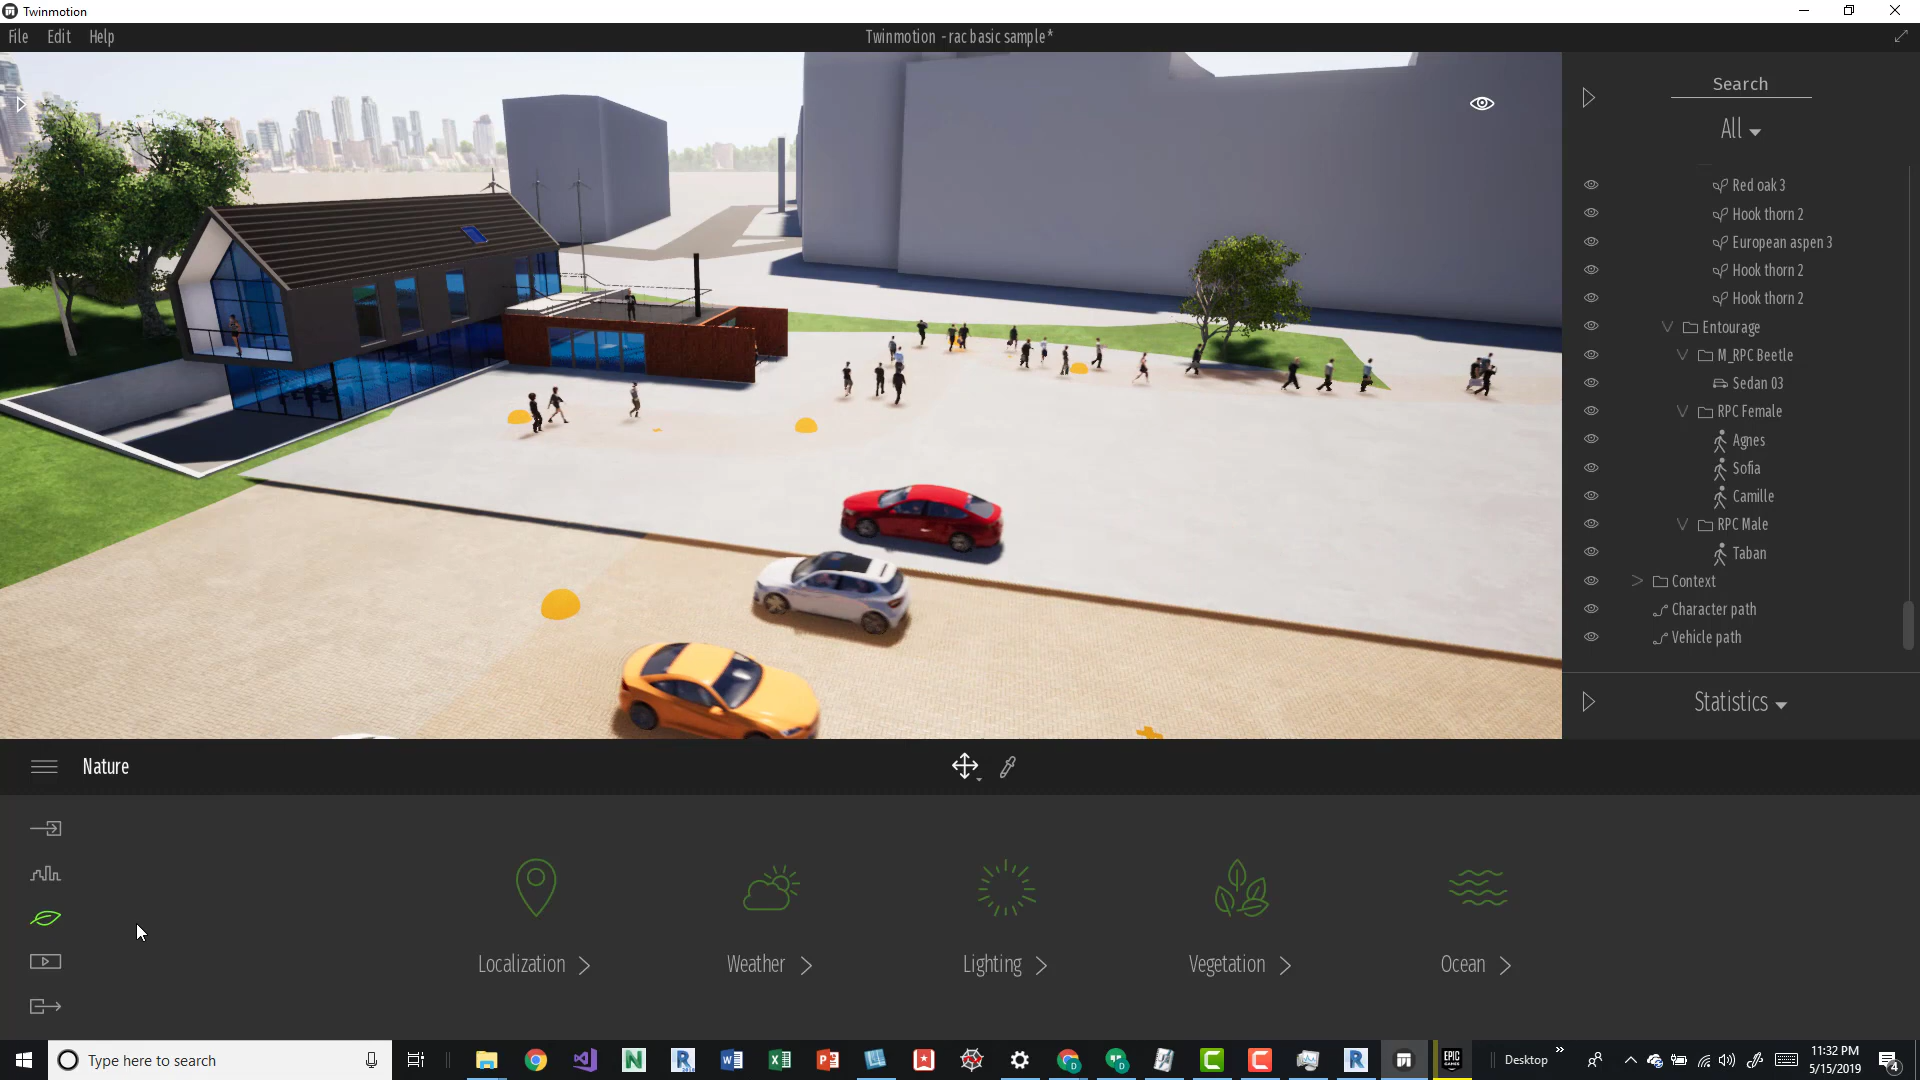 Twinmotion
File Edit Help
Twinmotion - rac basic sample*
Search
All
Red oak 3
Hook thorn 2
European aspen 3
Hook thorn 2
Hook thorn 2
Entourage
M_RPC Beetle
Sedan 03
RPC Female
Agnes
Sofia
Camille
RPC Male
Taban
Context
Character path
Vehicle path
Statistics
Nature
Localization
Weather
Lighting
Vegetation
Ocean
Type here to search
Desktop
11:32 PM
5/15/2019
4